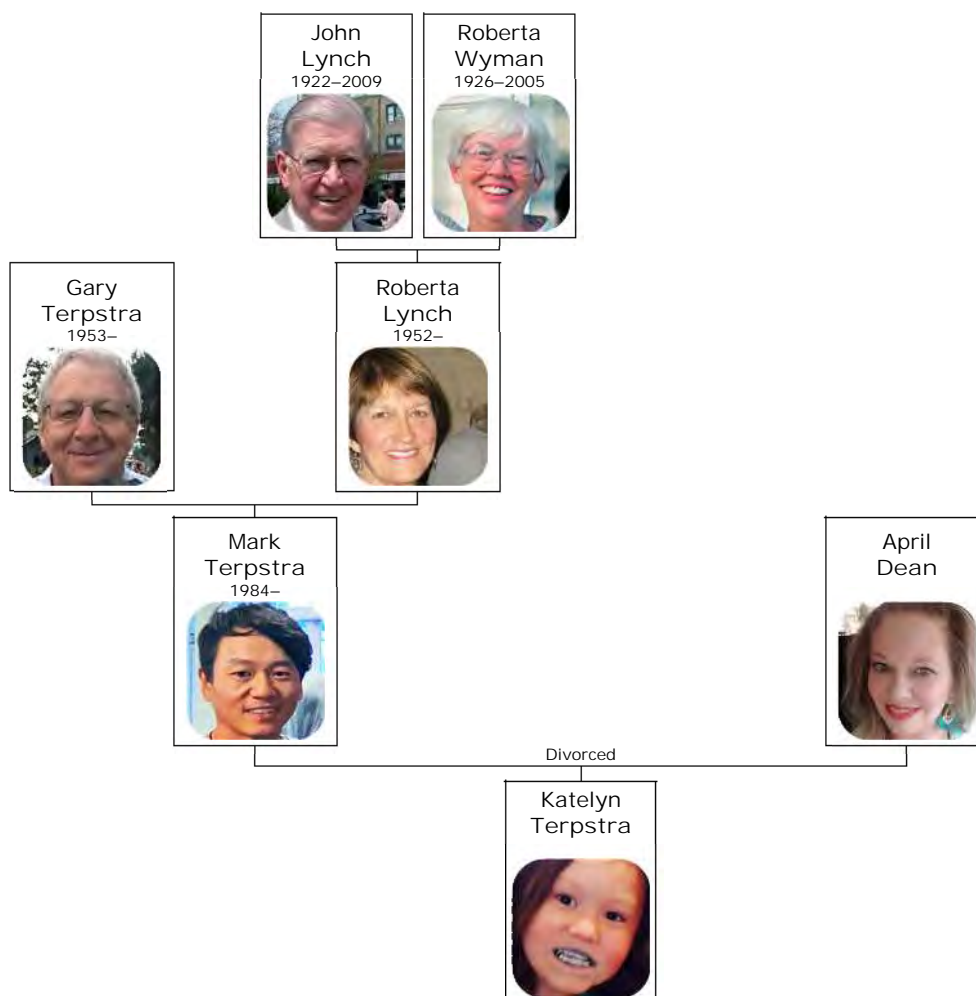 John
Lynch
1922–2009
Roberta
Wyman
1926–2005
Gary
Terpstra
1953–
Roberta
Lynch
1952–
Mark
Terpstra
1984–
April
Dean
Divorced
Katelyn
Terpstra